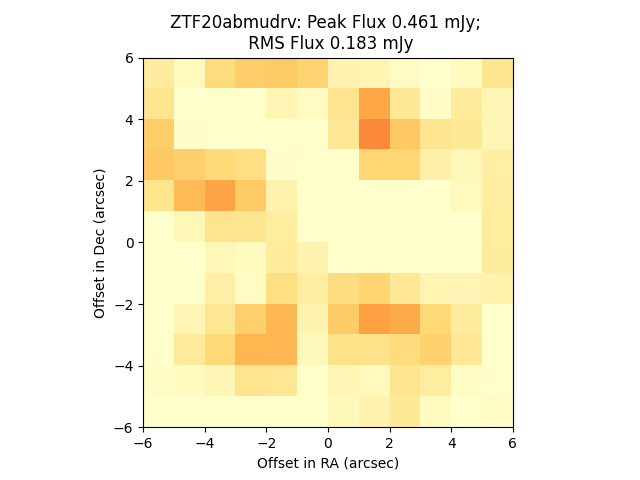 ZTF20abmudrv: Peak Flux 0.461 mJy;
RMS Flux 0.183 mJy
6
4
2
0
−2
−4
−6
Offset in Dec (arcsec)
−6 −4 −2 0 2 4 6
Offset in RA (arcsec)